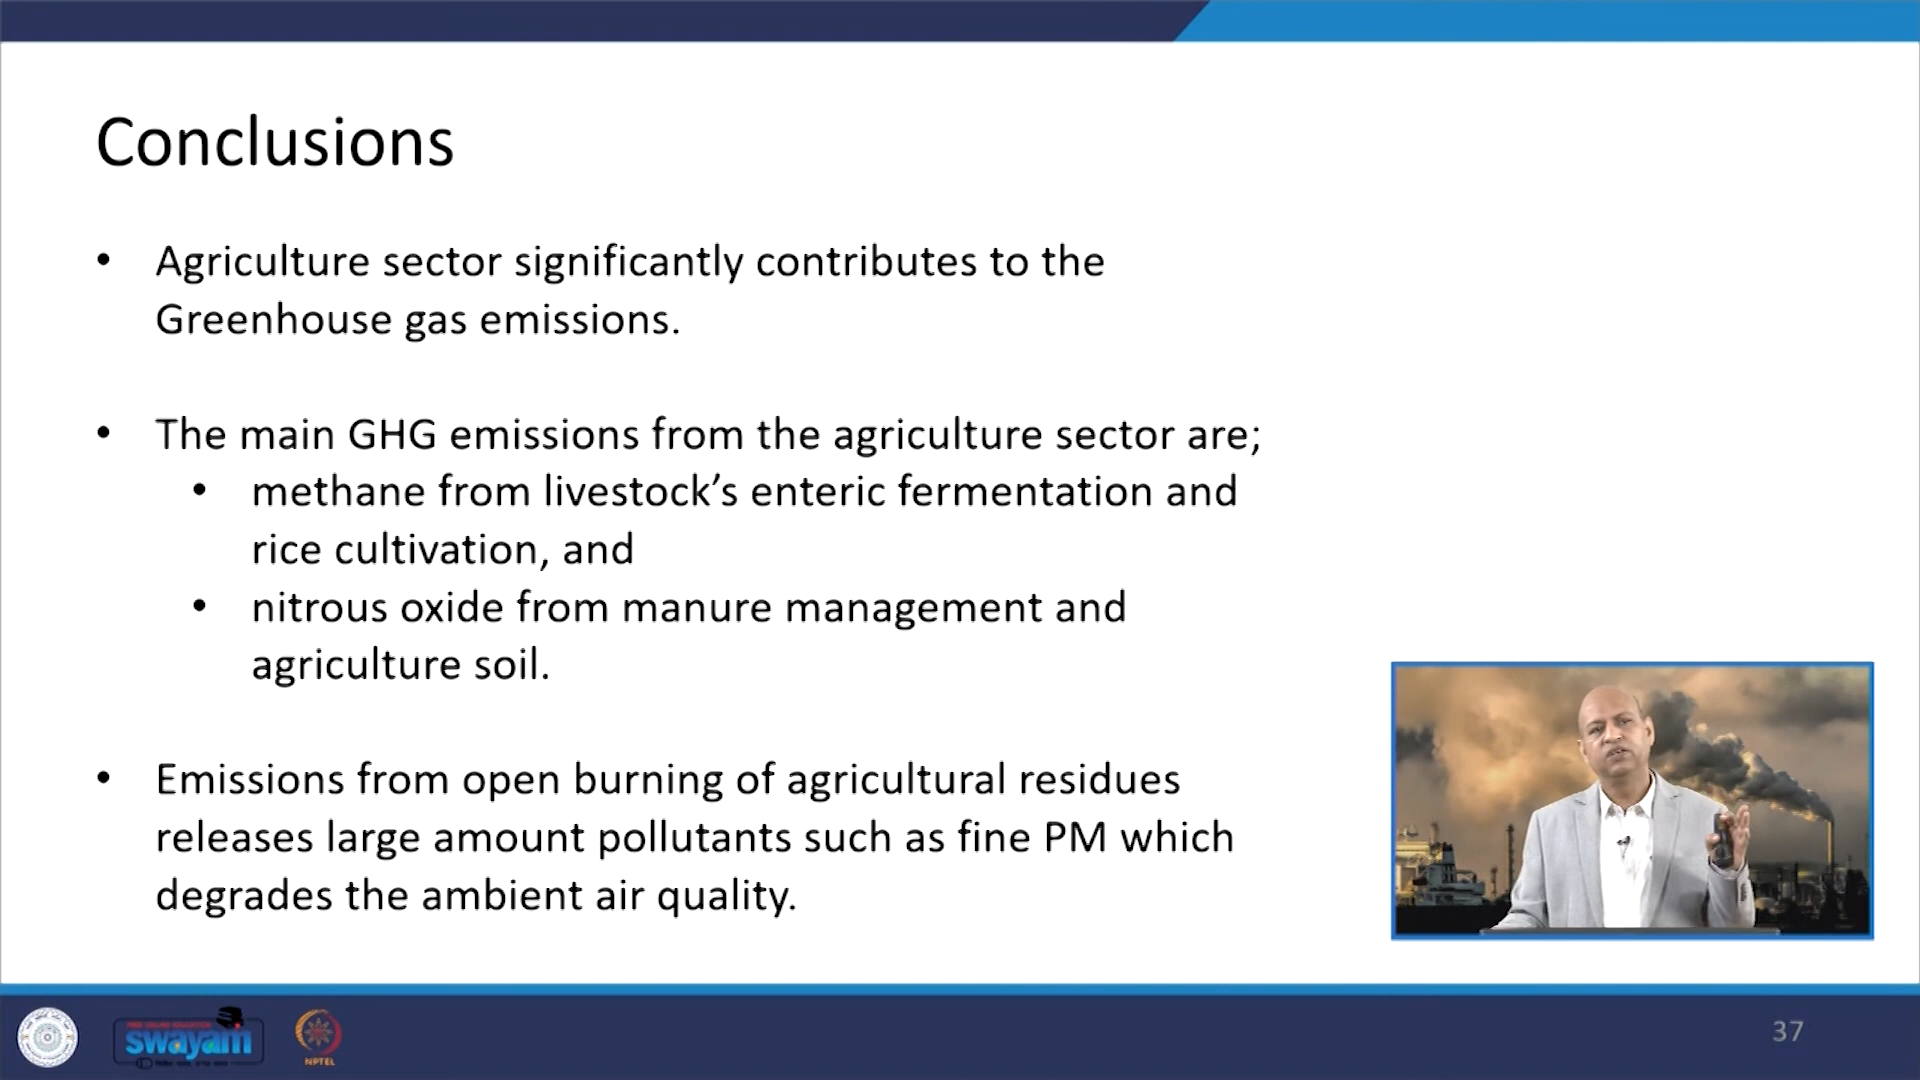 Conclusions
• Agriculture sector significantly contributes to the
Greenhouse gas emissions.
• The main GHG emissions from the agriculture sector are;
• methane from livestock’s enteric fermentation and
rice cultivation, and
• nitrous oxide from manure management and
agriculture soil.
• Emissions from open burning of agricultural residues
releases large amount pollutants such as fine PM which
degrades the ambient air quality.
swayam
NPTEL
37